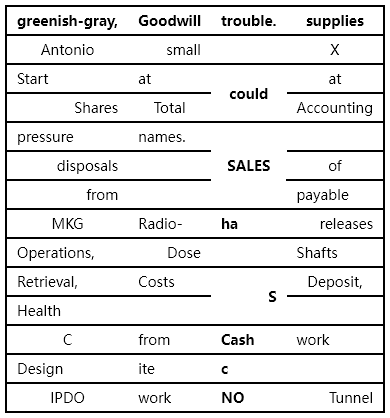 greenish-gray, Goodwill trouble. supplies
Antonio small X
Start at could at
Shares Total Accounting
pressure names.
disposals SALES of
from payable
MKG Radio- ha releases
Operations, Dose Shafts
Retrieval, Costs S Deposit,
Health
C from Cash work
Design ite c
IPDO work NO Tunnel